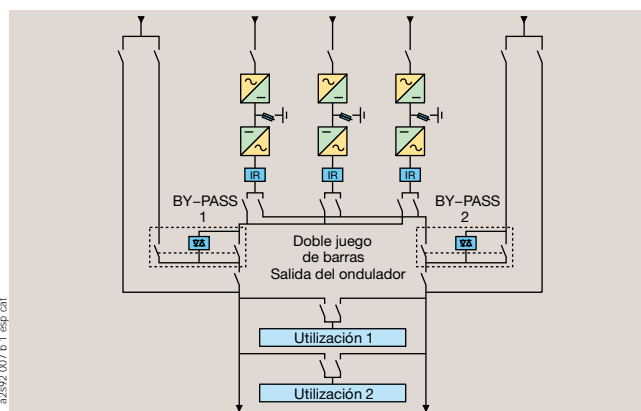 IR
IR
IR
BY–PASS
1
BY–PASS
2
Doble juego
de barras
Salida del ondulador
Utilización 1
Utilización 2
a2s92 007 b 1 esp cat